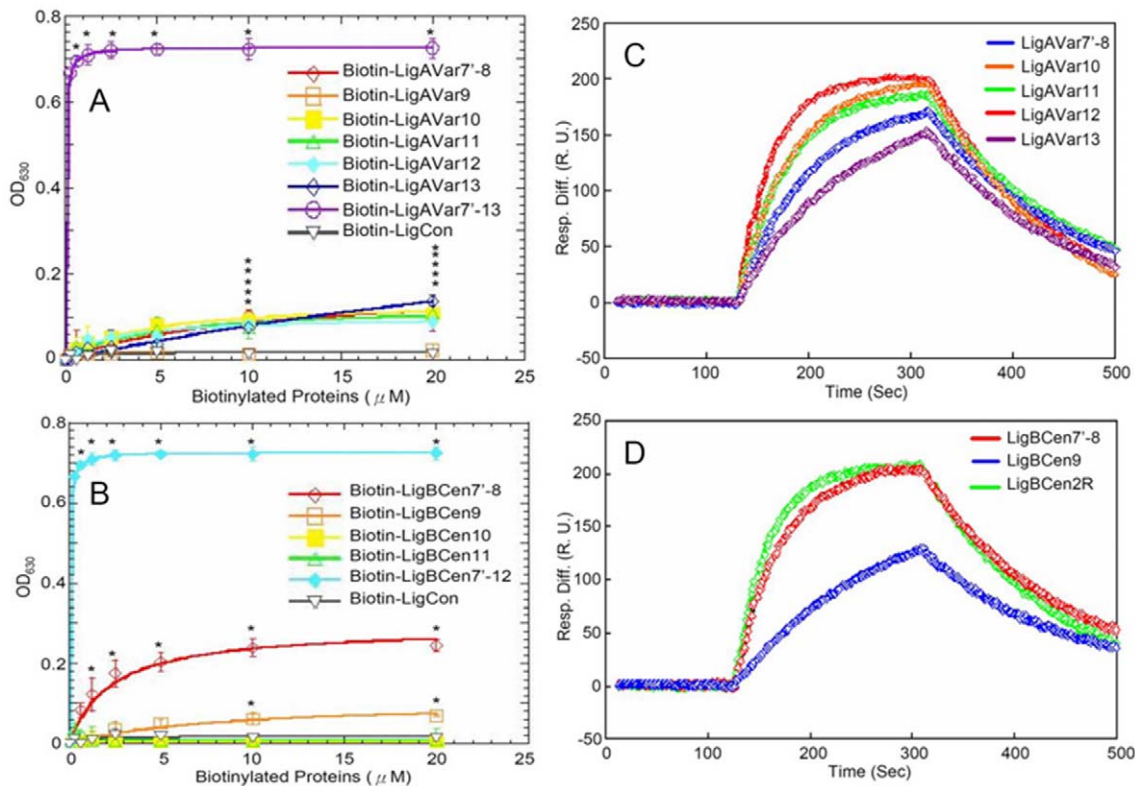 A
0.8
0.6
0.4
0.2
0
OD630
* * * * * *
*****
*****
Biotin-LigAVar7'-8
Biotin-LigAVar9
Biotin-LigAVar10
Biotin-LigAVar11
Biotin-LigAVar12
Biotin-LigAVar13
Biotin-LigAVar7'-13
Biotin-LigCon
0 5 10 15 20 25
Biotinylated Proteins (μM)
C
250
200
150
100
50
0
-50
Resp. Diff. (R. U.)
LigAVar7'-8
LigAVar10
LigAVar11
LigAVar12
LigAVar13
100 200 300 400 500
Time (Sec)
B
0.8
0.6
0.4
0.2
0
OD630
* * * * * *
Biotin-LigBCen7'-8
Biotin-LigBCen9
Biotin-LigBCen10
Biotin-LigBCen11
Biotin-LigBCen7'-12
Biotin-LigCon
* * * * *
* *
0 5 10 15 20 25
Biotinylated Proteins (μM)
D
250
200
150
100
50
0
-50
Resp. Diff. (R. U.)
LigBCen7'-8
LigBCen9
LigBCen2R
0 100 200 300 400 500
Time (Sec)